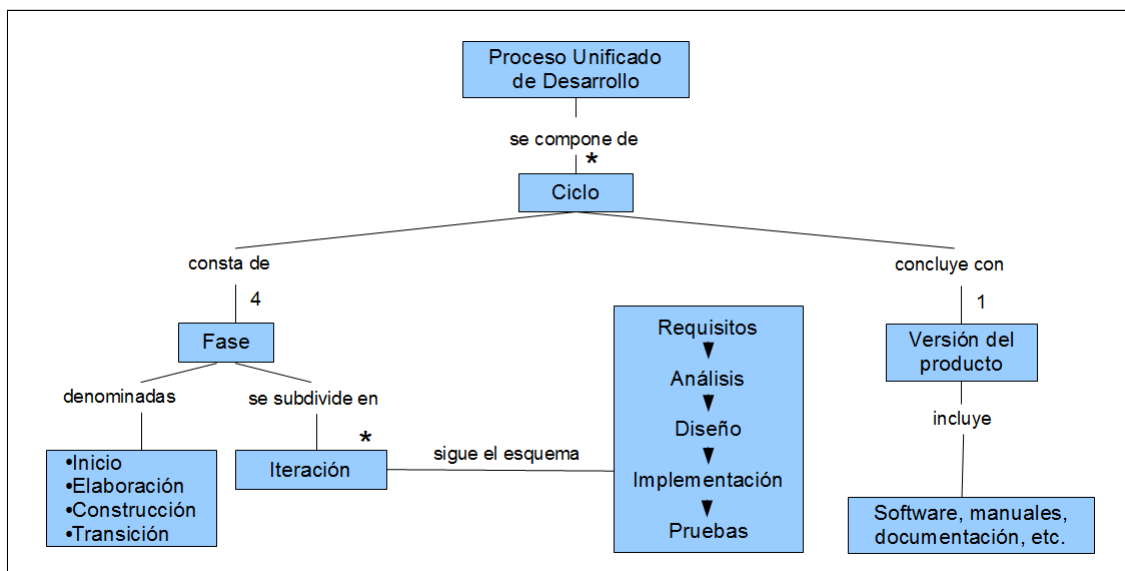 Proceso Unificado
de Desarrollo
se compone de
*
Ciclo
consta de
4
Fase
denominadas
•Inicio
•Elaboración
•Construcción
•Transición
se subdivide en
*
Iteración
sigue el esquema
Requisitos
Análisis
Diseño
Implementación
Pruebas
concluye con
1
Versión del
producto
incluye
Software, manuales,
documentación, etc.